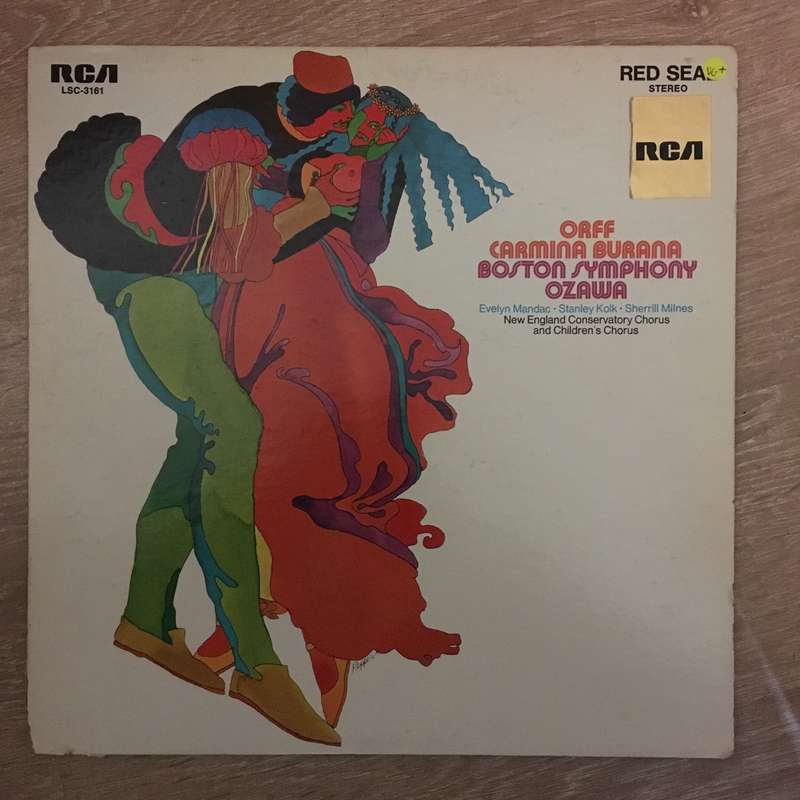 RCA
LSC-3161
RED SEAL
VG+
STEREO
RCA
ORFF
CARMINA BURANA
BOSTON SYMPHONY
OZAWA
Evelyn Mandac • Stanley Kolk • Sherrill Milnes
New England Conservatory Chorus
and Children's Chorus